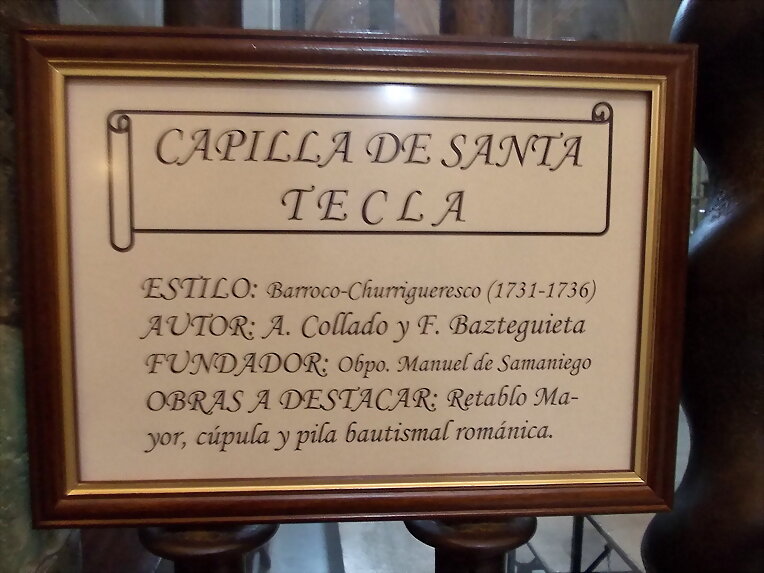 CAPILLA DE SANTA
TECLA
ESTILO: Barroco-Churrigueresco (1731-1736)
AUTOR: A. Collado y F. Bazteguieta
FUNDADOR: Obpo. Manuel de Samaniego
OBRAS A DESTACAR: Retablo Ma-
yor, cúpula y pila bautismal románica.